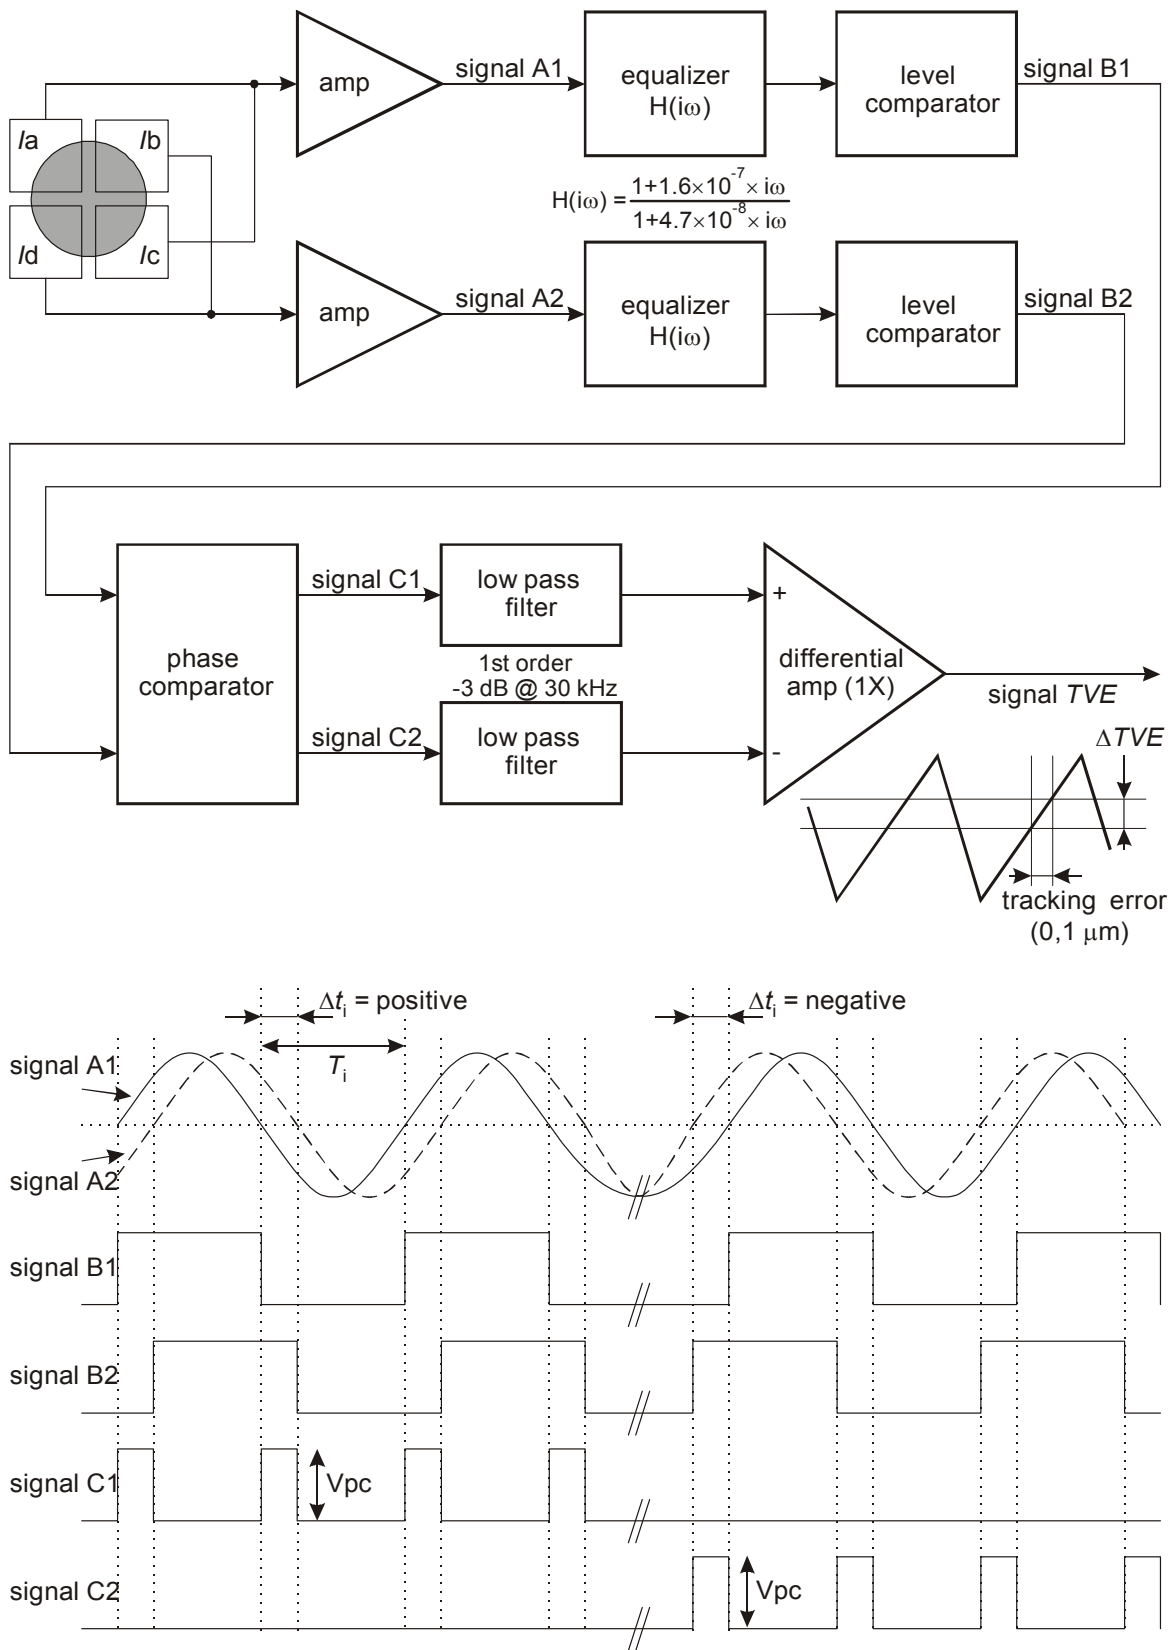 amp
signal A1
equalizer
H(iω)
level
comparator
signal B1
Ia
Ib
Id
Ic
H(iω) = 1+1.6×10⁻⁷× iω / 1+4.7×10⁻⁸× iω
amp
signal A2
equalizer
H(iω)
level
comparator
signal B2
phase
comparator
signal C1
low pass
filter
1st order
-3 dB @ 30 kHz
signal C2
low pass
filter
+
-
differential
amp (1X)
signal TVE
ΔTVE
tracking error
(0,1 μm)
Δtᵢ = positive
Δtᵢ = negative
Tᵢ
signal A1
signal A2
signal B1
signal B2
signal C1
Vpc
signal C2
Vpc